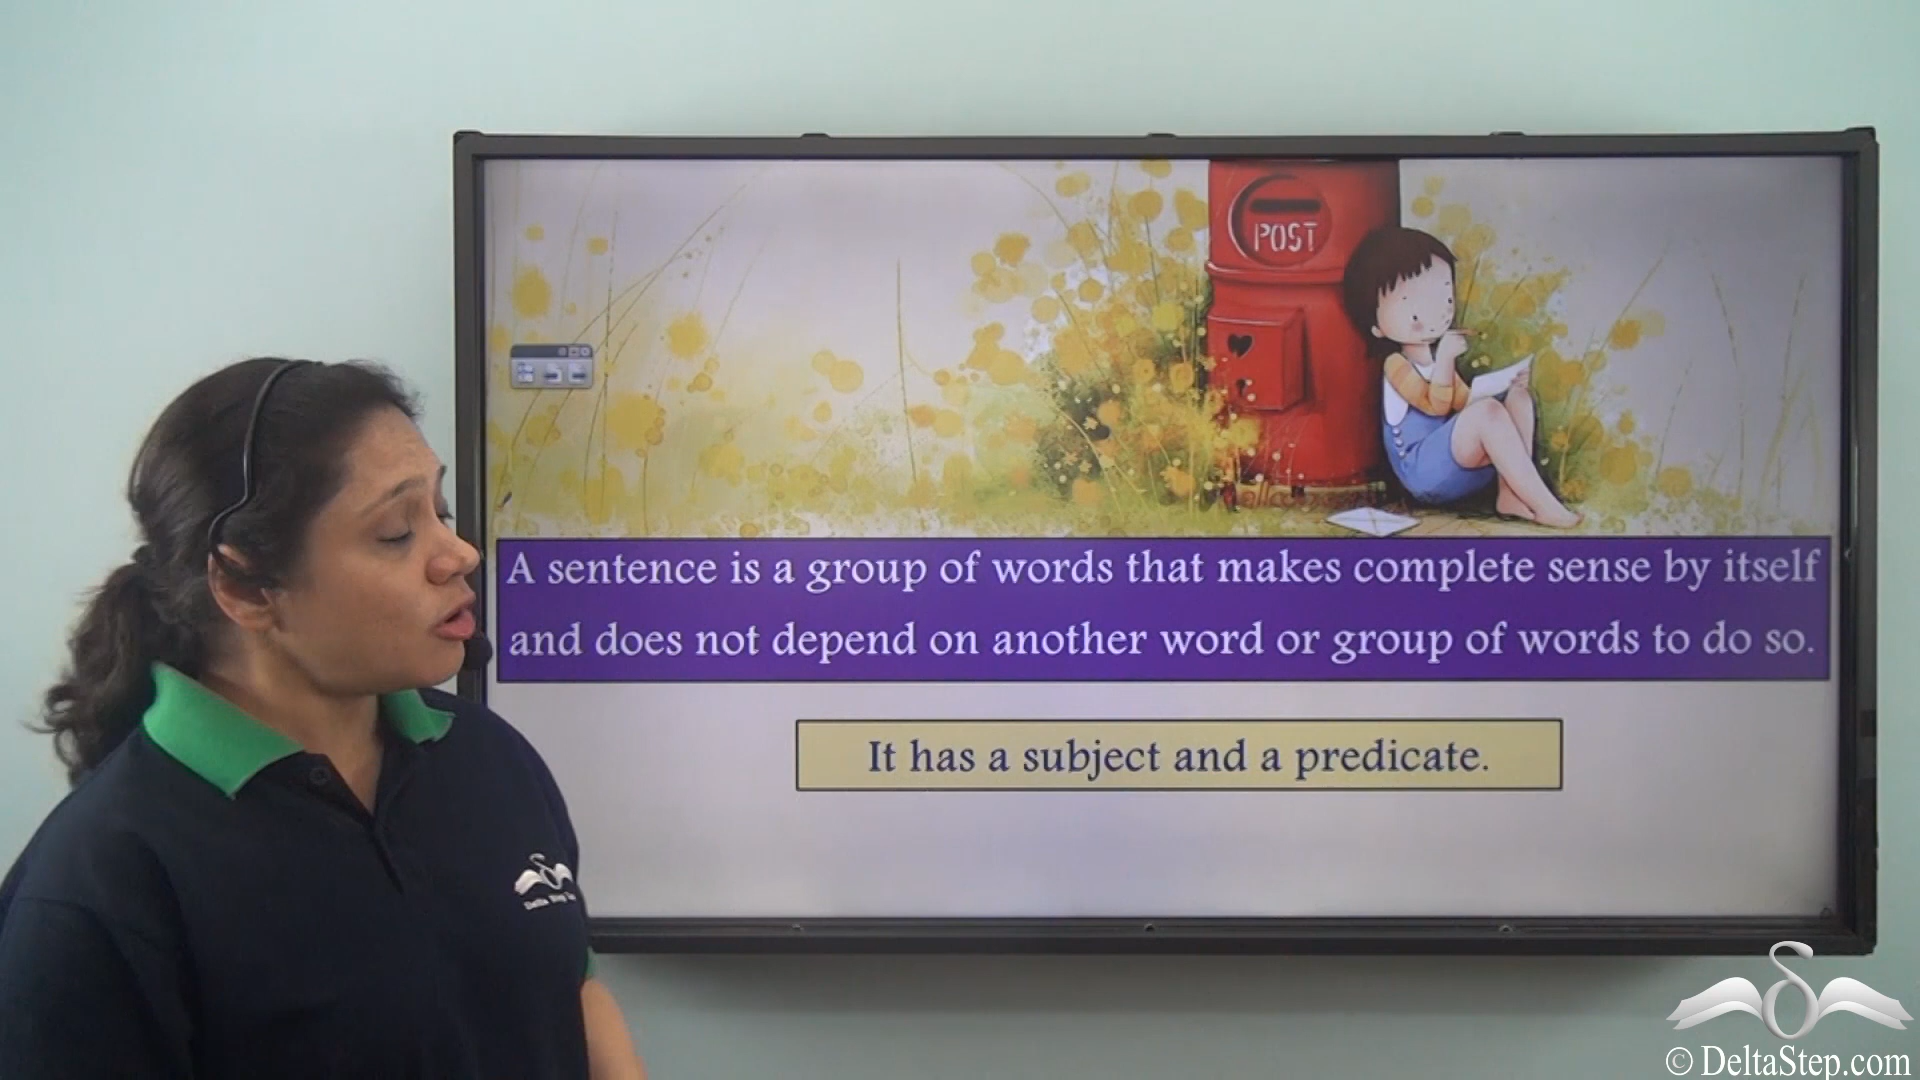 POST
A sentence is a group of words that makes complete sense by itself
and does not depend on another word or group of words to do so.
It has a subject and a predicate.
© DeltaStep.com